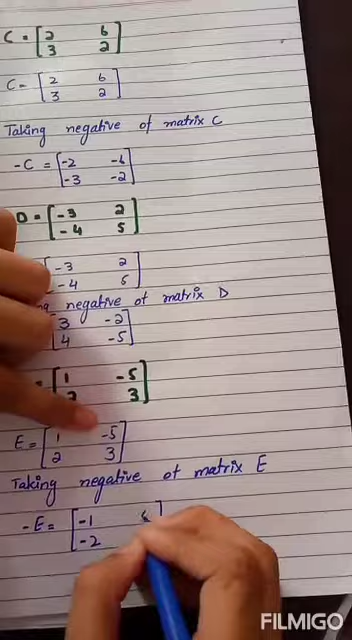 C = [2 6
3 2]
C = [2 6
3 2]
Taking negative of matrix C
-C = [-2 -6
-3 -2]
D = [-3 2
-4 5]
[-3 2
-4 5]
negative of matrix D
[3 -2
4 -5]
= [1 -5
2 3]
E = [1 -5
2 3]
Taking negative of matrix E
-E = [-1
-2 ]
FILMIGO